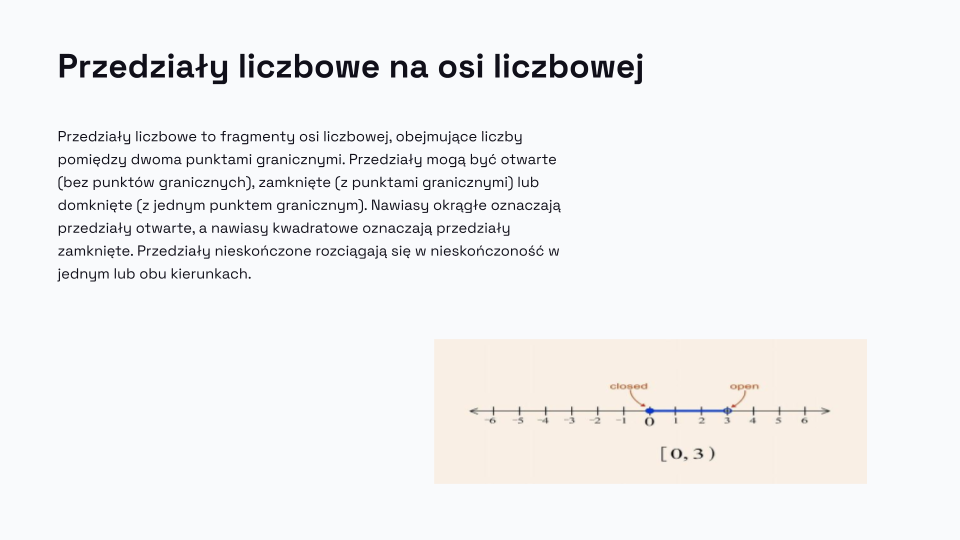 Przedziały liczbowe na osi liczbowej
Przedziały liczbowe to fragmenty osi liczbowej, obejmujące liczby
pomiędzy dwoma punktami granicznymi. Przedziały mogą być otwarte
(bez punktów granicznych), zamknięte (z punktami granicznymi) lub
domknięte (z jednym punktem granicznym). Nawiasy okrągłe oznaczają
przedziały otwarte, a nawiasy kwadratowe oznaczają przedziały
zamknięte. Przedziały nieskończone rozciągają się w nieskończoność w
jednym lub obu kierunkach.
closed open
-6 -5 -4 -3 -2 -1 0 1 2 3 4 5 6
[ 0, 3 )